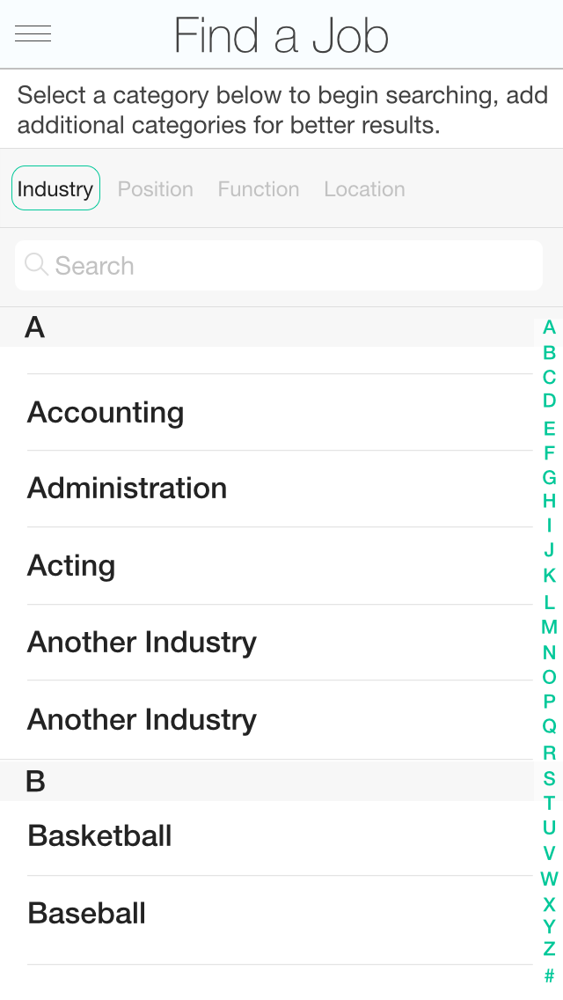 Find a Job
Select a category below to begin searching, add
additional categories for better results.
Industry Position Function Location
Search
A
Accounting
Administration
Acting
Another Industry
Another Industry
B
Basketball
Baseball
A
B
C
D
E
F
G
H
I
J
K
L
M
N
O
P
Q
R
S
T
U
V
W
X
Y
Z
#